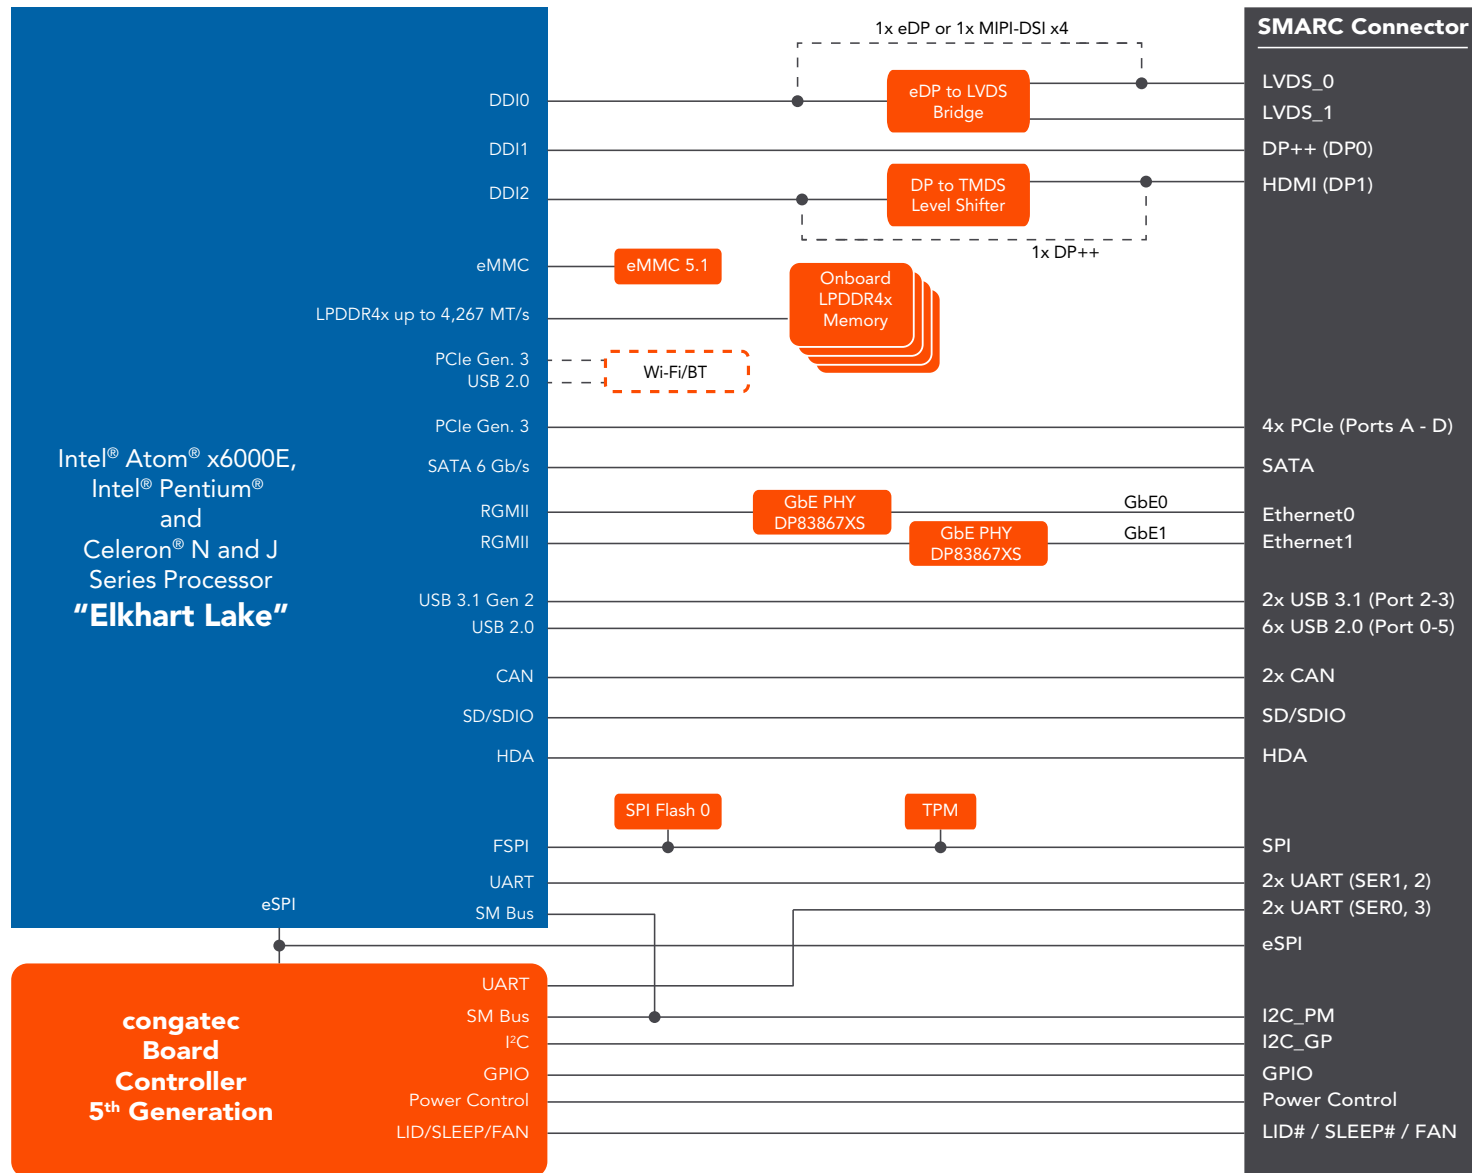 1x eDP or 1x MIPI-DSI x4
SMARC Connector
DDI0
eDP to LVDS
Bridge
LVDS_0
LVDS_1
DDI1
DP++ (DP0)
DDI2
DP to TMDS
Level Shifter
HDMI (DP1)
1x DP++
eMMC
eMMC 5.1
LPDDR4x up to 4,267 MT/s
Onboard
LPDDR4x
Memory
PCIe Gen. 3
USB 2.0
Wi-Fi/BT
PCIe Gen. 3
4x PCIe (Ports A - D)
SATA 6 Gb/s
SATA
RGMII
GbE PHY
DP83867XS
GbE0
Ethernet0
RGMII
GbE PHY
DP83867XS
GbE1
Ethernet1
Intel® Atom® x6000E,
Intel® Pentium®
and
Celeron® N and J
Series Processor
"Elkhart Lake"
USB 3.1 Gen 2
2x USB 3.1 (Port 2-3)
USB 2.0
6x USB 2.0 (Port 0-5)
CAN
2x CAN
SD/SDIO
SD/SDIO
HDA
HDA
SPI Flash 0
TPM
FSPI
SPI
UART
2x UART (SER1, 2)
eSPI
SM Bus
2x UART (SER0, 3)
eSPI
congatec
Board
Controller
5th Generation
UART
SM Bus
I2C_PM
I²C
I2C_GP
GPIO
GPIO
Power Control
Power Control
LID/SLEEP/FAN
LID# / SLEEP# / FAN